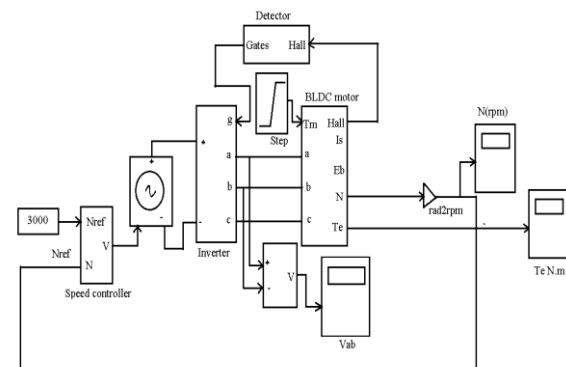 Detector
Gates Hall
BLDC motor
N(rpm)
g
Tm
Hall
Step
Is
+
+
a
a
Eb
b
b
N
rad2rpm
3000
Nref
-
-
c
c
Te
-
Nref
V
Inverter
N
+
V
-
Te N.m
Speed controller
Vab